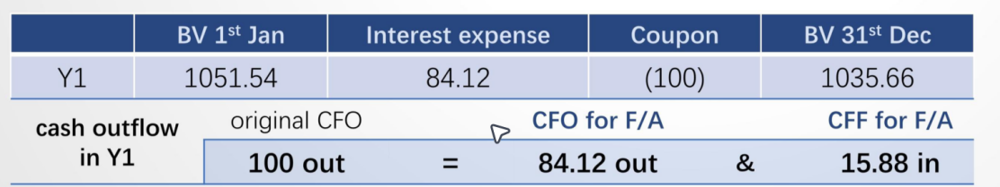 BV 1st Jan Interest expense Coupon BV 31st Dec
Y1 1051.54 84.12 (100) 1035.66
cash outflow in Y1
original CFO CFO for F/A CFF for F/A
100 out = 84.12 out & 15.88 in